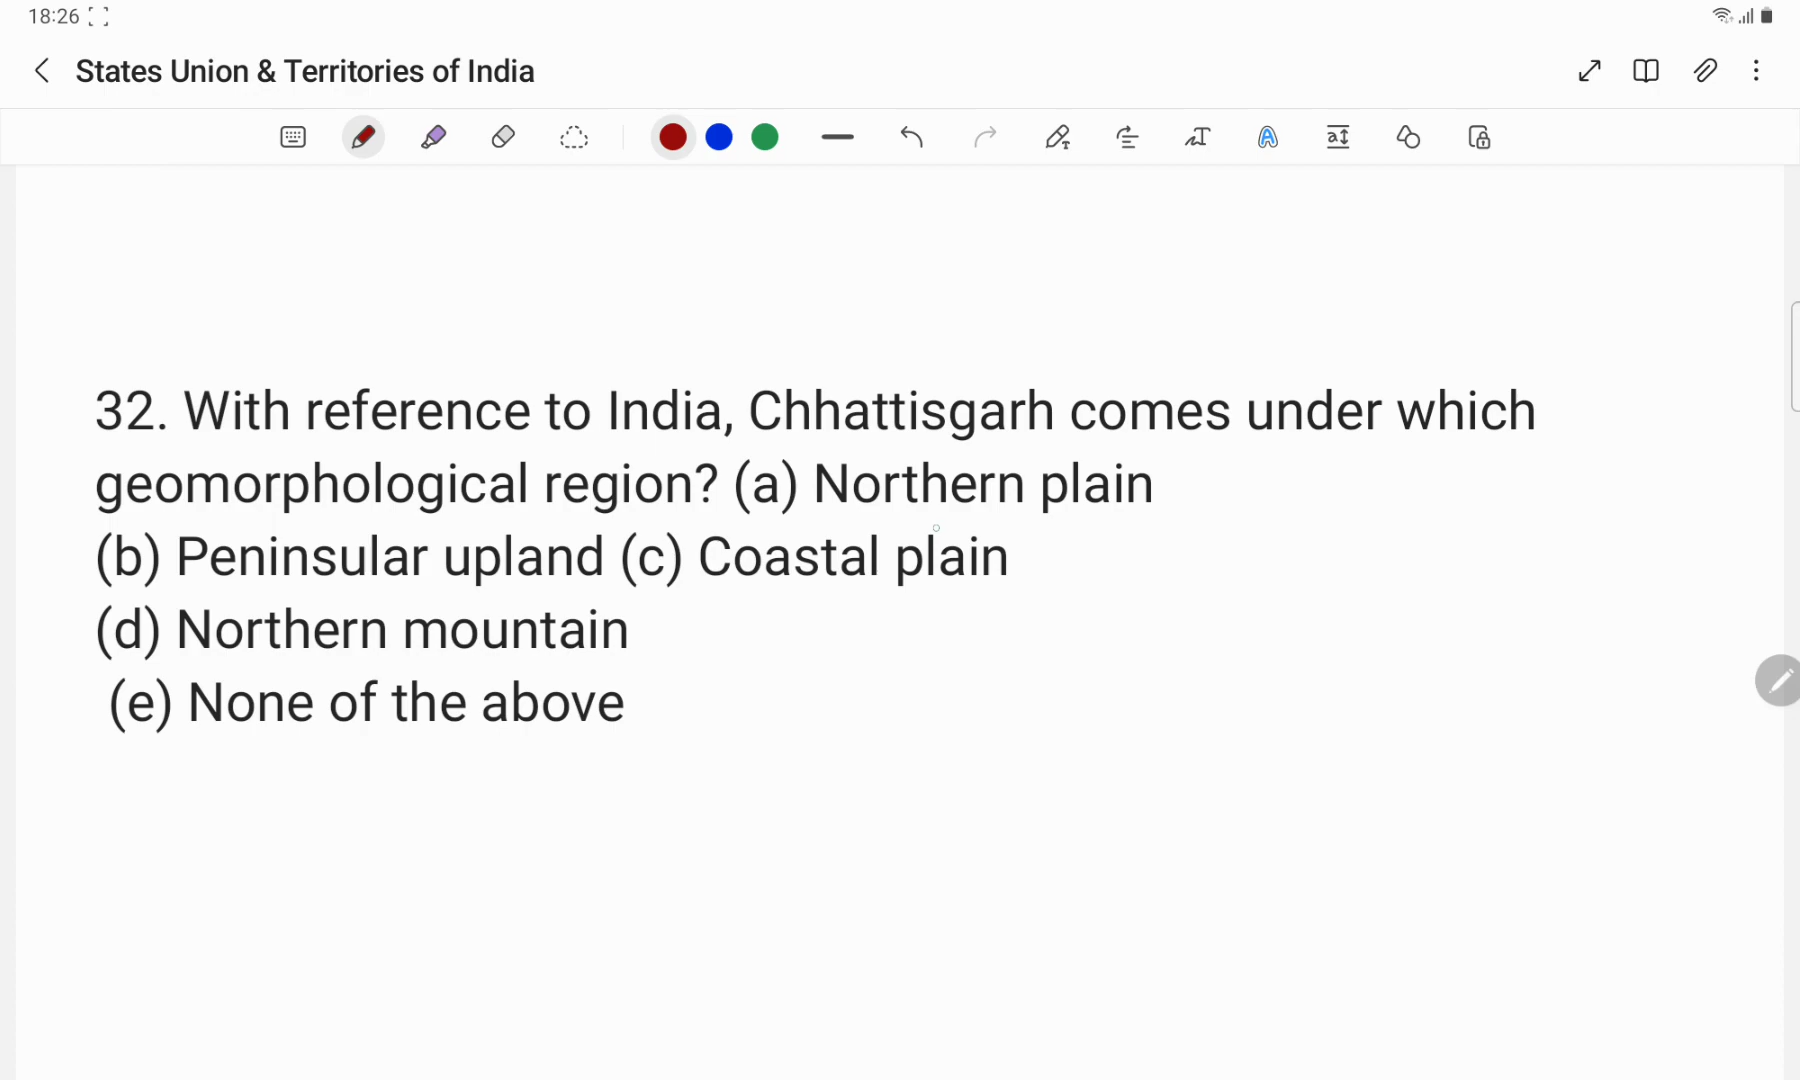 18:26
States Union & Territories of India
32. With reference to India, Chhattisgarh comes under which
geomorphological region? (a) Northern plain
(b) Peninsular upland (c) Coastal plain
(d) Northern mountain
(e) None of the above